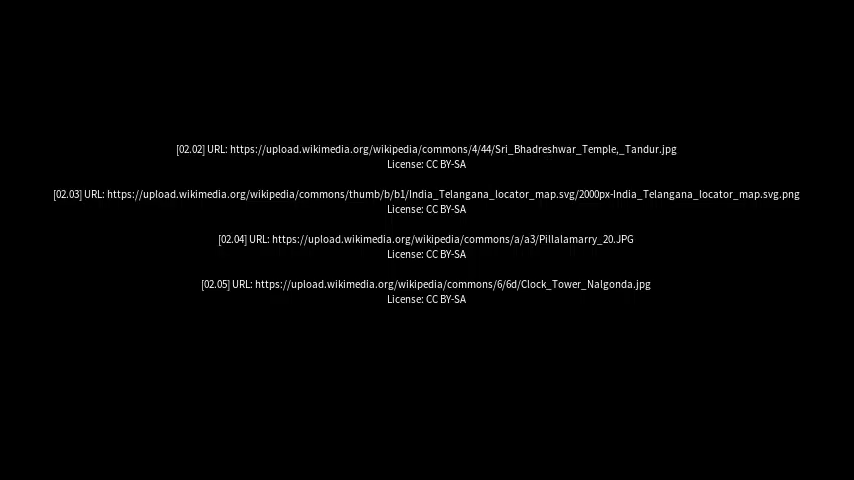 [02.02] URL: https://upload.wikimedia.org/wikipedia/commons/4/44/Sri_Bhadreshwar_Temple,_Tandur.jpg
License: CC BY-SA
[02.03] URL: https://upload.wikimedia.org/wikipedia/commons/thumb/b/b1/India_Telangana_locator_map.svg/2000px-India_Telangana_locator_map.svg.png
License: CC BY-SA
[02.04] URL: https://upload.wikimedia.org/wikipedia/commons/a/a3/Pillalamarry_20.JPG
License: CC BY-SA
[02.05] URL: https://upload.wikimedia.org/wikipedia/commons/6/6d/Clock_Tower_Nalgonda.jpg
License: CC BY-SA